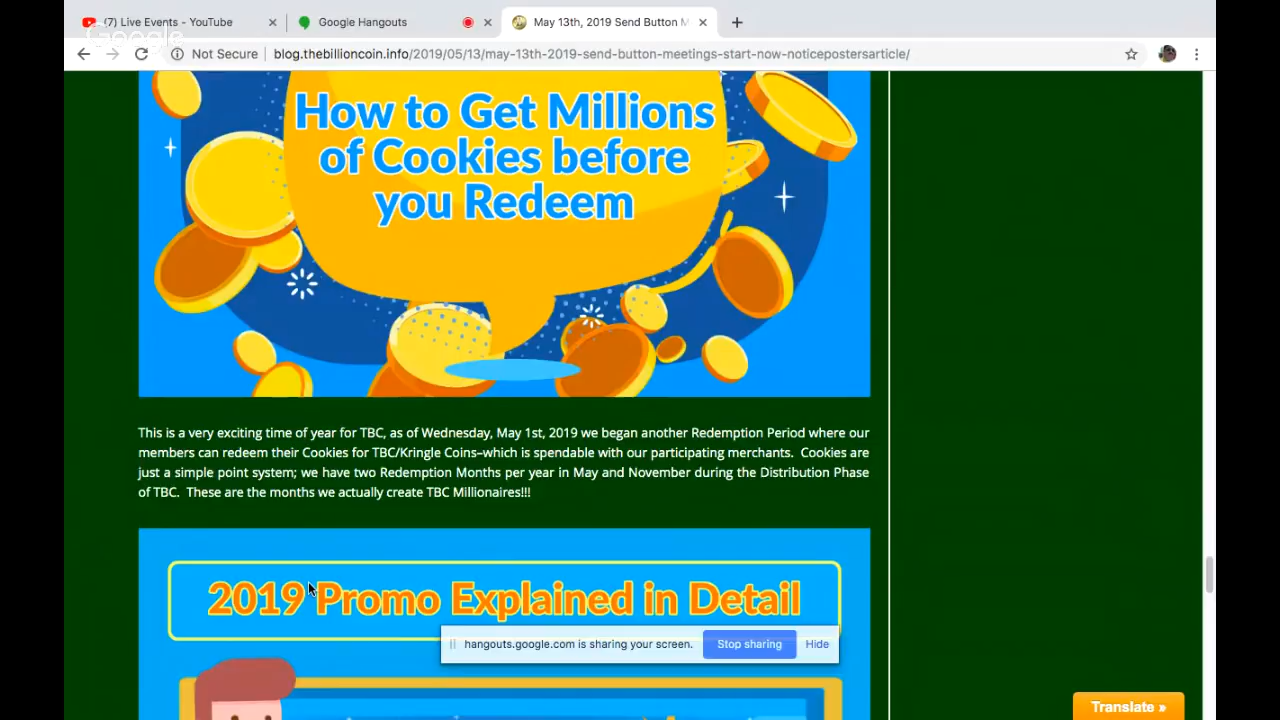 (7) Live Events - YouTube
Google Hangouts
May 13th, 2019 Send Button M
Google
Not Secure
blog.thebillioncoin.info/2019/05/13/may-13th-2019-send-button-meetings-start-now-noticepostersarticle/
How to Get Millions
of Cookies before
you Redeem
This is a very exciting time of year for TBC, as of Wednesday, May 1st, 2019 we began another Redemption Period where our
members can redeem their Cookies for TBC/Kringle Coins–which is spendable with our participating merchants. Cookies are
just a simple point system; we have two Redemption Months per year in May and November during the Distribution Phase
of TBC. These are the months we actually create TBC Millionaires!!!
2019 Promo Explained in Detail
hangouts.google.com is sharing your screen.
Stop sharing
Hide
Translate »